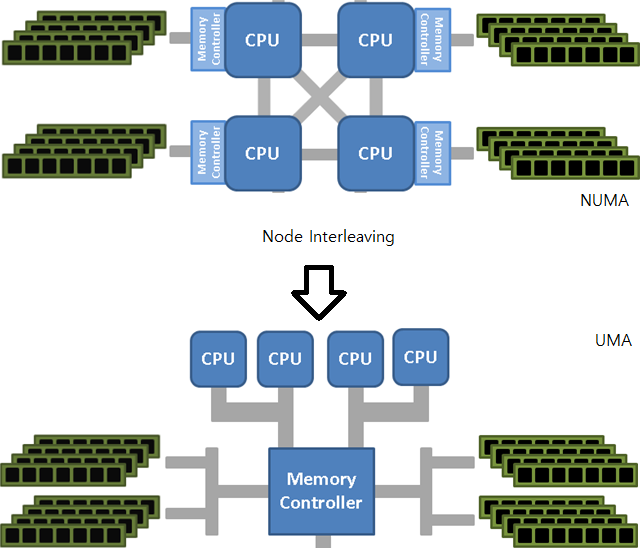 Memory
Controller
CPU
CPU
Memory
Controller
Memory
Controller
CPU
CPU
Memory
Controller
NUMA
Node Interleaving
UMA
CPU
CPU
CPU
CPU
Memory
Controller